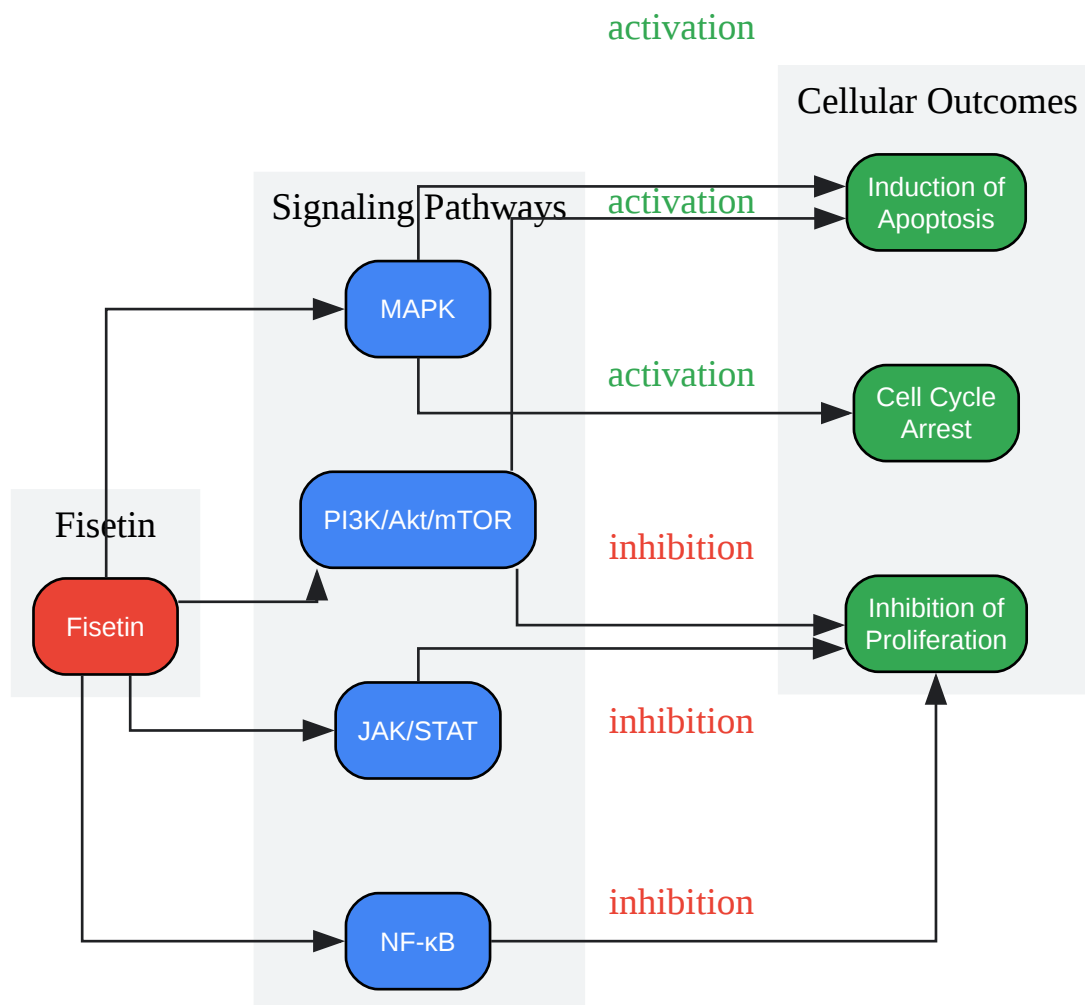 activation
Cellular Outcomes
Induction of
Apoptosis
Signaling Pathways
activation
MAPK
activation
Cell Cycle
Arrest
Fisetin
PI3K/Akt/mTOR
inhibition
Fisetin
Inhibition of
Proliferation
JAK/STAT
inhibition
NF-κB
inhibition